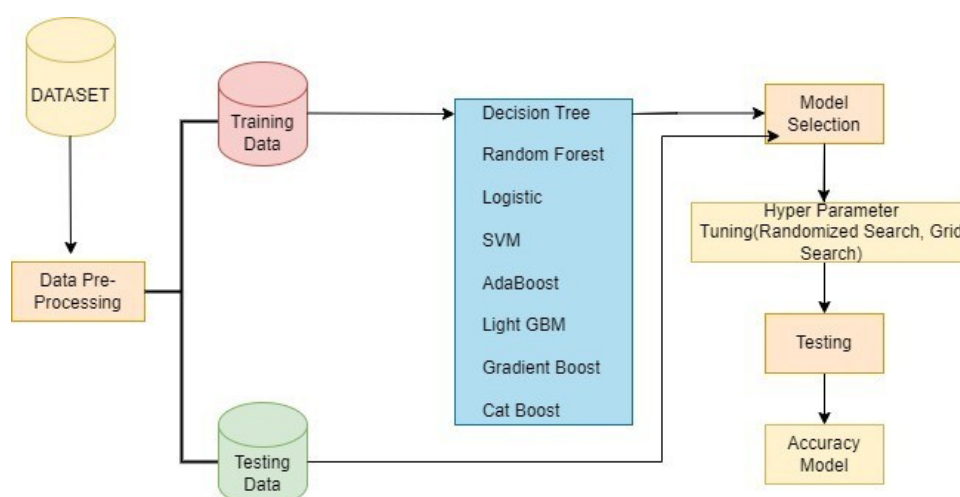 DATASET
Data Pre-
Processing
Training
Data
Testing
Data
Decision Tree
Random Forest
Logistic
SVM
AdaBoost
Light GBM
Gradient Boost
Cat Boost
Model
Selection
Hyper Parameter
Tuning(Randomized Search, Grid
Search)
Testing
Accuracy
Model